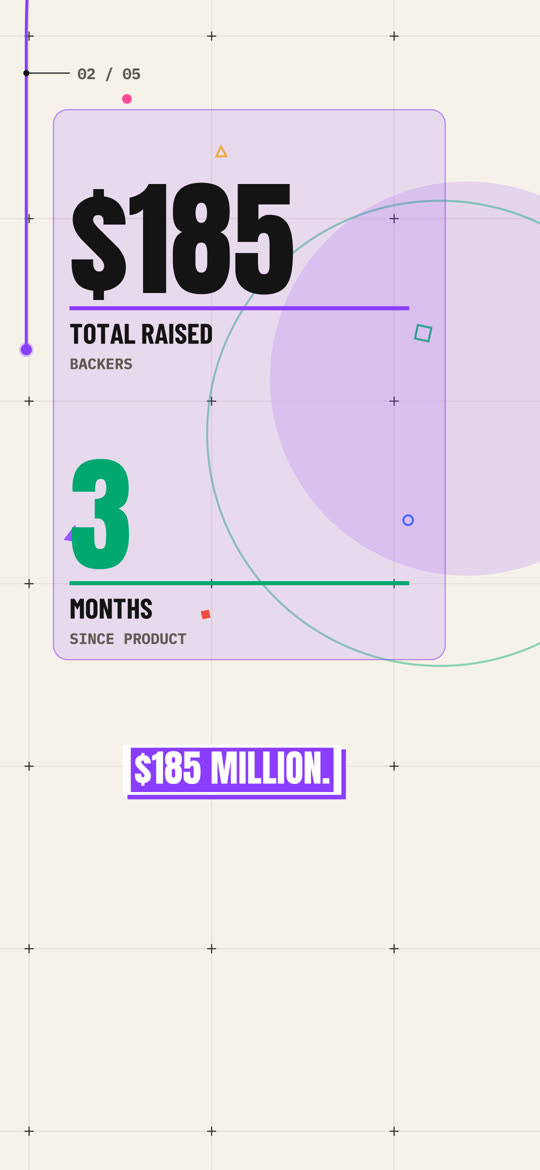 02 / 05
$185
TOTAL RAISED
BACKERS
3
MONTHS
SINCE PRODUCT
$185 MILLION.